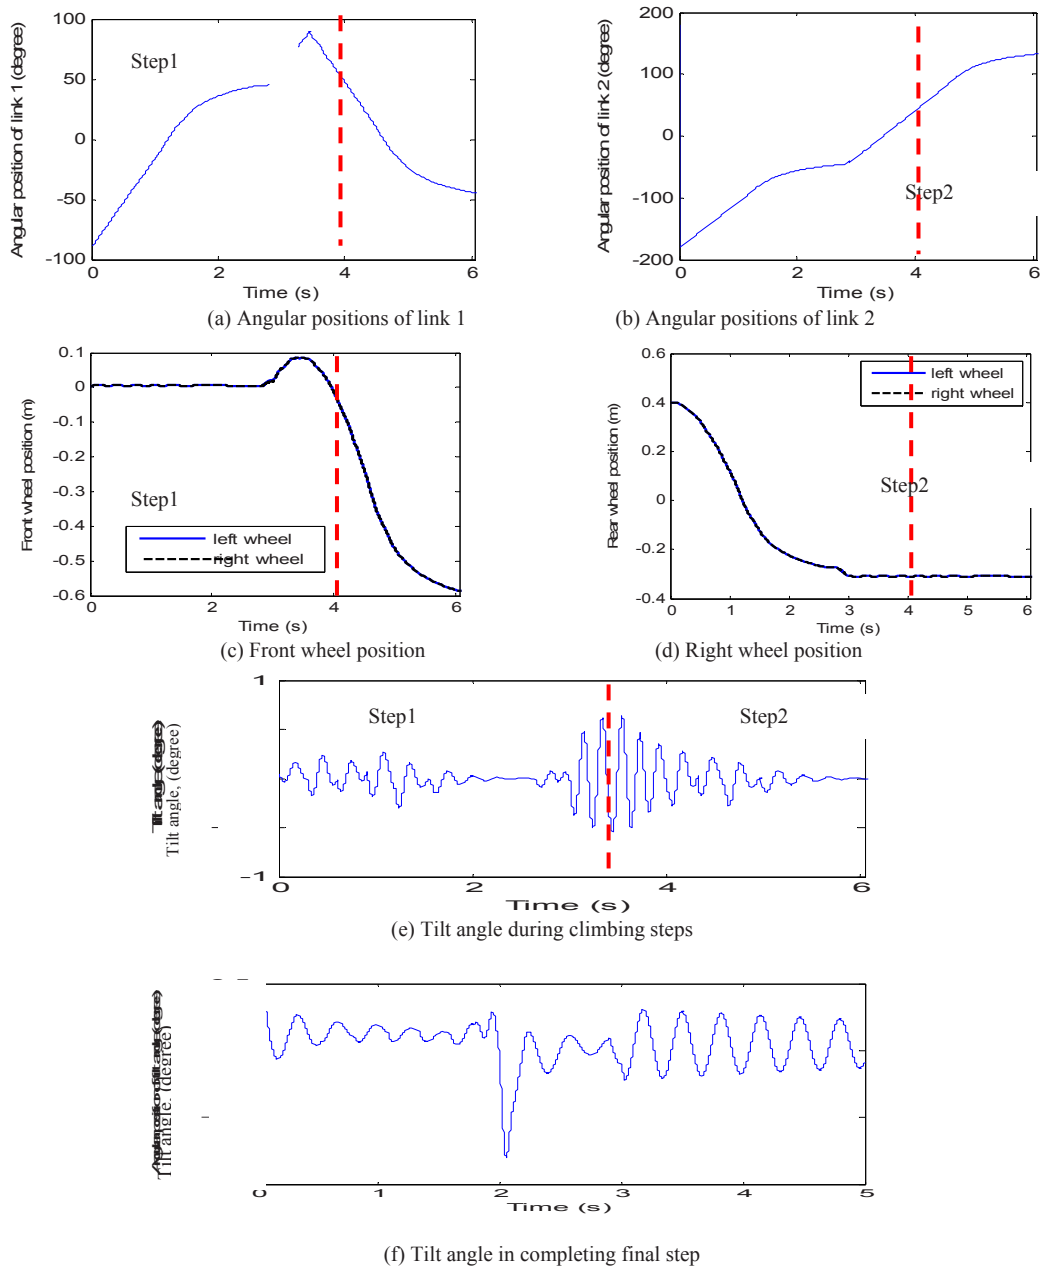 100
50
0
-50
-100
Angular position of link 1 (degree)
Step1
0
2
4
6
Time (s)
(a) Angular positions of link 1
200
100
0
-100
-200
Angular position of link 2 (degree)
Step2
0
2
4
6
Time (s)
(b) Angular positions of link 2
0.1
0
-0.1
-0.2
-0.3
-0.4
-0.5
-0.6
Front wheel position (m)
Step1
left wheel
right wheel
0
2
4
6
Time (s)
(c) Front wheel position
0.6
0.4
0.2
0
-0.2
-0.4
Rear wheel position (m)
left wheel
right wheel
Step2
0
1
2
3
4
5
6
Time (s)
(d) Right wheel position
1
-1
Tilt angle, (degree)
Step1
Step2
0
2
4
6
Time (s)
(e) Tilt angle during climbing steps
Tilt angle, (degree)
0
1
2
3
4
5
Time (s)
(f) Tilt angle in completing final step